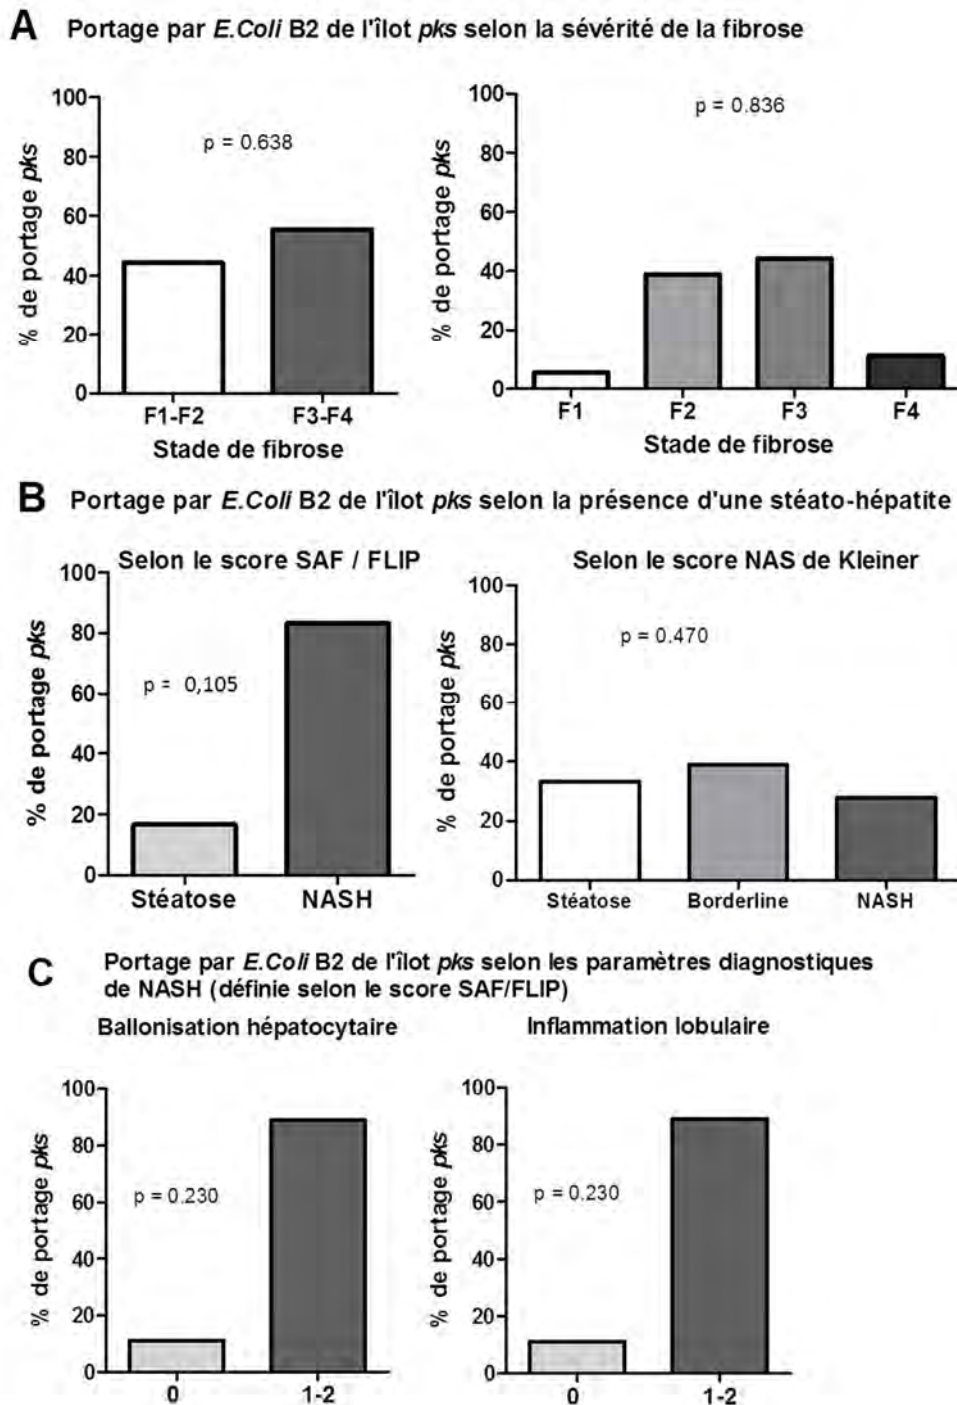 A Portage par E.Coli B2 de l'îlot pks selon la sévérité de la fibrose
% de portage pks
100
80
60
40
20
0
p = 0.638
F1-F2
F3-F4
Stade de fibrose
% de portage pks
100
80
60
40
20
0
p = 0.836
F1
F2
F3
F4
Stade de fibrose
B Portage par E.Coli B2 de l'îlot pks selon la présence d'une stéato-hépatite
Selon le score SAF / FLIP
% de portage pks
100
80
60
40
20
0
p = 0,105
Stéatose
NASH
Selon le score NAS de Kleiner
% de portage pks
100
80
60
40
20
0
p = 0.470
Stéatose
Borderline
NASH
C Portage par E.Coli B2 de l'îlot pks selon les paramètres diagnostiques
de NASH (définie selon le score SAF/FLIP)
Ballonisation hépatocytaire
% de portage pks
100
80
60
40
20
0
p = 0.230
0
1-2
Inflammation lobulaire
% de portage pks
100
80
60
40
20
0
p = 0.230
0
1-2